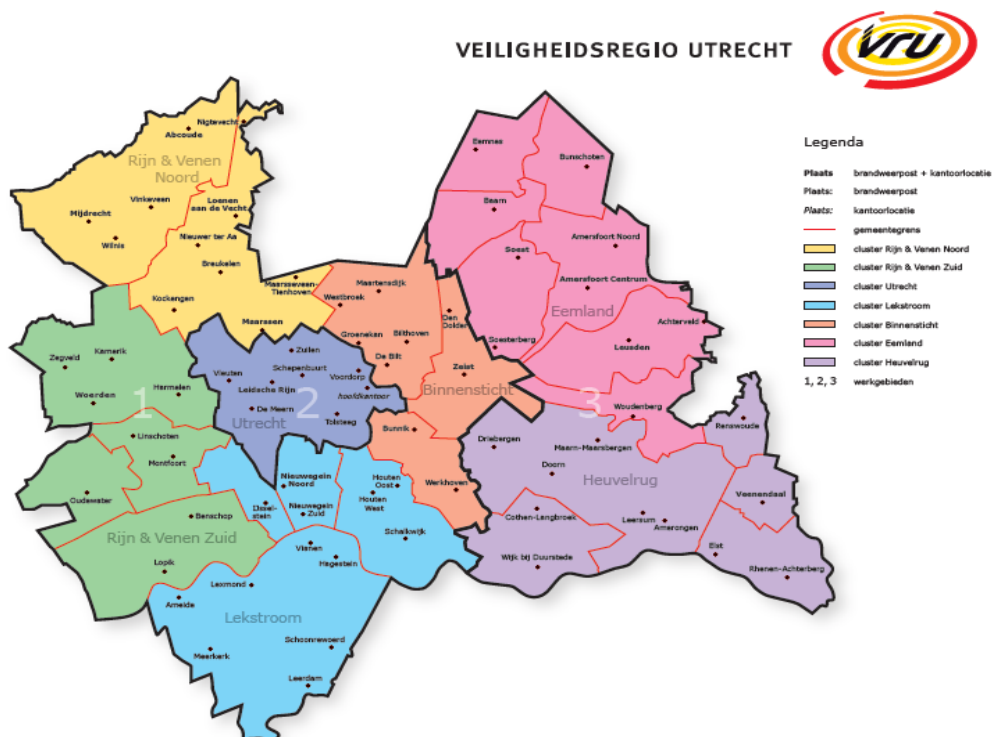 VEILIGHEIDSREGIO UTRECHT
VRU
Legenda
Plaats brandweerpost + kantoorlocatie
Plaats: brandweerpost
Plaats: kantoorlocatie
gemeentegrens
cluster Rijn & Venen Noord
cluster Rijn & Venen Zuid
cluster Utrecht
cluster Lekstroom
cluster Binnensticht
cluster Eemland
cluster Heuvelrug
1, 2, 3 werkgebieden
Nigtevecht
Abcoude
Rijn & Venen
Noord
Vinkeveen
Loenen
aan de Vecht
Mijdrecht
Wilnis
Nieuwer ter Aa
Breukelen
Kockengen
Maarsseveen-
Tienhoven
Maarssen
Eemnes
Bunschoten
Baarn
Soest
Amersfoort Noord
Amersfoort Centrum
Eemland
Achterveld
Leusden
Soesterberg
3
Woudenberg
Maartensdijk
Westbroek
Groenekan
Bilthoven
De Bilt
Den
Dolder
Zeist
Binnensticht
Bunnik
Werkhoven
Zegveld
Kamerik
Harmelen
Woerden
1
Linschoten
Montfoort
Oudewater
Benschop
Rijn & Venen Zuid
Lopik
Zuilen
Vleuten
Schepenbuurt
Leidsche Rijn
Voordorp
hoofdkantoor
De Meern
2
Utrecht
Tolsteeg
Nieuwegein
Noord
Houten
Oost
Houten
West
IJssel-
stein
Nieuwegein
Zuid
Schalkwijk
Vianen
Hagestein
Lexmond
Ameide
Lekstroom
Schoonrewoerd
Meerkerk
Leerdam
Renswoude
Driebergen
Maarn-Maarsbergen
Doorn
Heuvelrug
Veenendaal
Cothen-Langbroek
Leersum
Amerongen
Wijk bij Duurstede
Elst
Rhenen-Achterberg